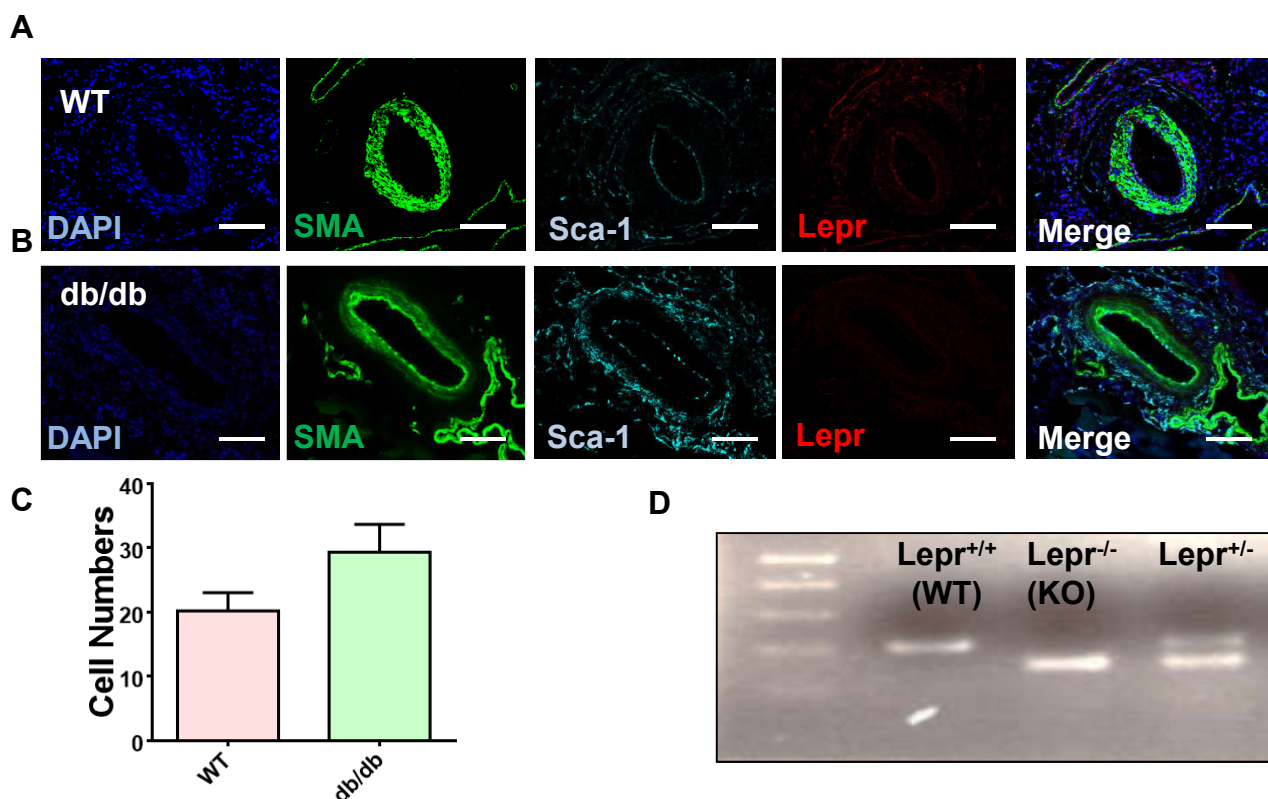 A
WT
DAPI
SMA
Sca-1
Lepr
Merge
B
db/db
DAPI
SMA
Sca-1
Lepr
Merge
C
Cell Numbers
40
30
20
10
0
WT
db/db
D
Lepr+/+
(WT)
Lepr-/-
(KO)
Lepr+/-